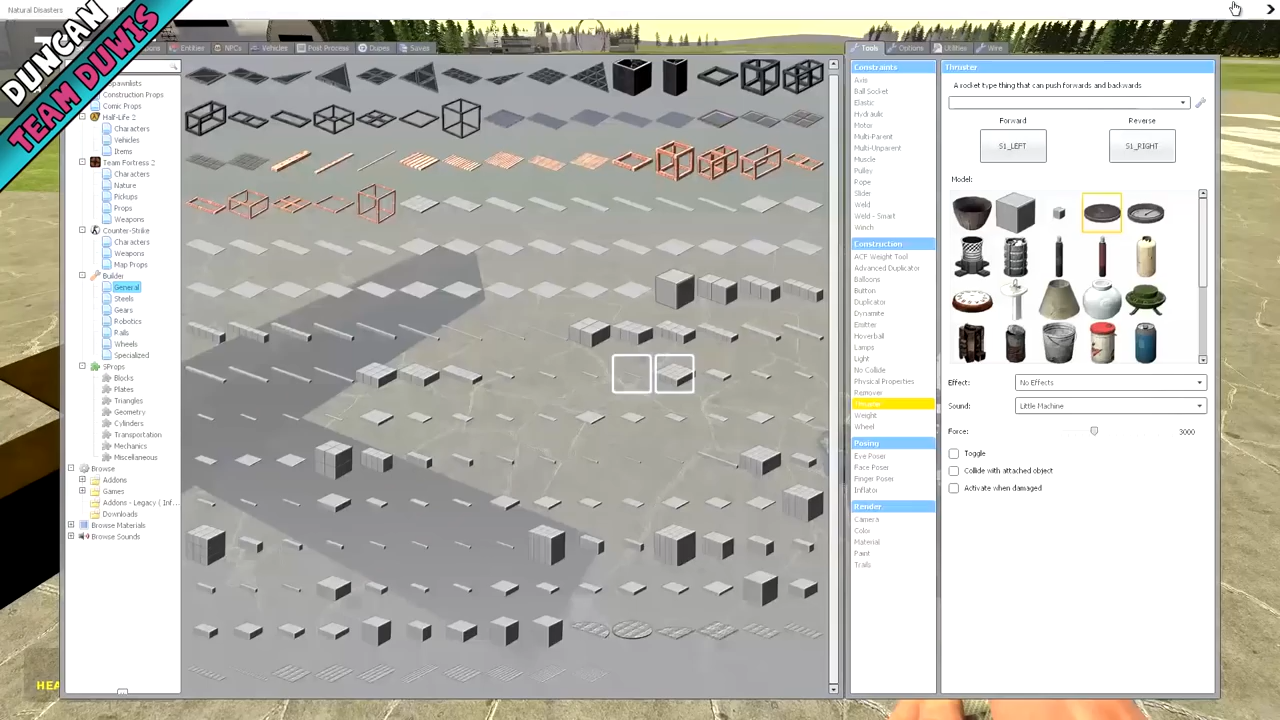 Natural Disasters
DUNCAN
TEAM DUWIS
Entities
NPCs
Vehicles
Post Process
Dupes
Saves
Tools
Options
Utilities
Wire
Spawnlists
Construction Props
Comic Props
Half-Life 2
Characters
Vehicles
Items
Team Fortress 2
Characters
Nature
Pickups
Props
Weapons
Counter-Strike
Characters
Weapons
Map Props
Builder
General
Steels
Gears
Robotics
Rails
Wheels
Specialized
SProps
Blocks
Plates
Triangles
Geometry
Cylinders
Transportation
Mechanics
Miscellaneous
Browse
Addons
Games
Addons - Legacy ( Inf...
Downloads
Browse Materials
Browse Sounds
HEA
Constraints
Axis
Ball Socket
Elastic
Hydraulic
Motor
Multi-Parent
Multi-Unparent
Muscle
Pulley
Rope
Slider
Weld
Weld - Smart
Winch
Construction
ACF Weight Tool
Advanced Duplicator
Balloons
Button
Duplicator
Dynamite
Emitter
Hoverball
Lamps
Light
No Collide
Physical Properties
Remover
Thruster
Weight
Wheel
Posing
Eye Poser
Face Poser
Finger Poser
Inflator
Render
Camera
Color
Material
Paint
Trails
Thruster
A rocket type thing that can push forwards and backwards
Forward Reverse
S1_LEFT S1_RIGHT
Model:
Effect: No Effects
Sound: Little Machine
Force: 3000
Toggle
Collide with attached object
Activate when damaged